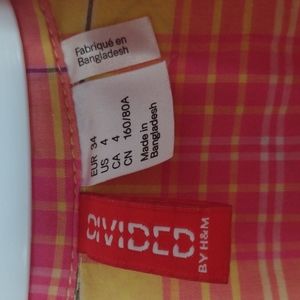 Fabriqué en
Bangladesh
EUR 34
US 4
CA 4
CN 160/80A
Made in
Bangladesh
DIVIDED
BY H&M